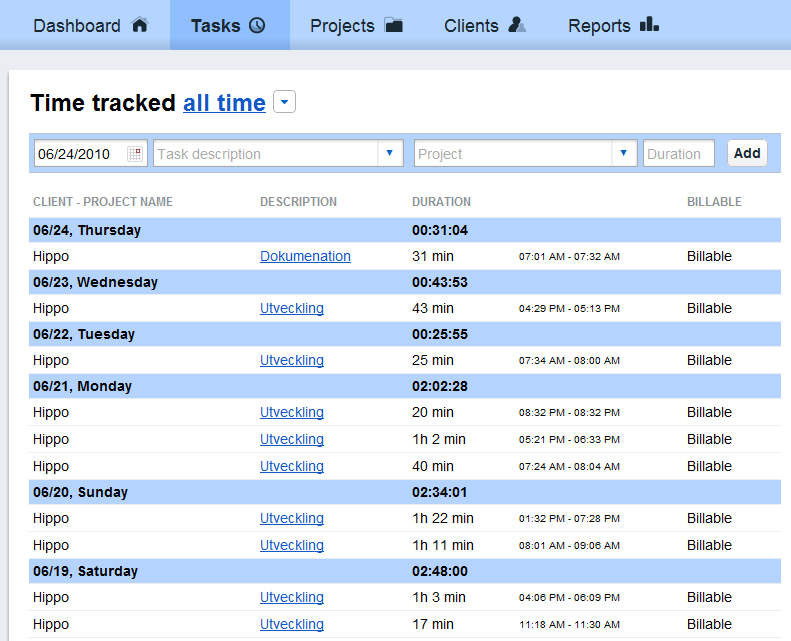 Dashboard Tasks Projects Clients Reports
Time tracked all time
06/24/2010 Task description Project Duration Add
CLIENT - PROJECT NAME DESCRIPTION DURATION BILLABLE
06/24, Thursday 00:31:04
Hippo Dokumenation 31 min 07:01 AM - 07:32 AM Billable
06/23, Wednesday 00:43:53
Hippo Utveckling 43 min 04:29 PM - 05:13 PM Billable
06/22, Tuesday 00:25:55
Hippo Utveckling 25 min 07:34 AM - 08:00 AM Billable
06/21, Monday 02:02:28
Hippo Utveckling 20 min 08:32 PM - 08:32 PM Billable
Hippo Utveckling 1h 2 min 05:21 PM - 06:33 PM Billable
Hippo Utveckling 40 min 07:24 AM - 08:04 AM Billable
06/20, Sunday 02:34:01
Hippo Utveckling 1h 22 min 01:32 PM - 07:28 PM Billable
Hippo Utveckling 1h 11 min 08:01 AM - 09:06 AM Billable
06/19, Saturday 02:48:00
Hippo Utveckling 1h 3 min 04:06 PM - 06:09 PM Billable
Hippo Utveckling 17 min 11:18 AM - 11:30 AM Billable